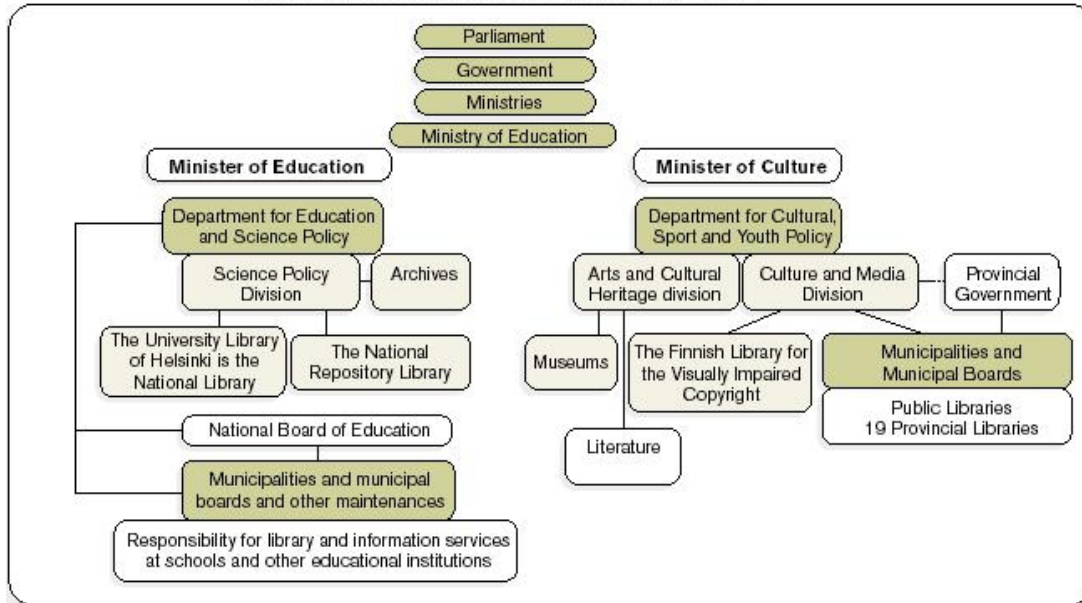 Parliament
Government
Ministries
Ministry of Education
Minister of Education
Minister of Culture
Department for Education
and Science Policy
Department for Cultural,
Sport and Youth Policy
Science Policy
Division
Archives
Arts and Cultural
Heritage division
Culture and Media
Division
Provincial
Government
The University Library
of Helsinki is the
National Library
The National
Repository Library
Museums
The Finnish Library for
the Visually Impaired
Copyright
Municipalities and
Municipal Boards
Public Libraries
19 Provincial Libraries
National Board of Education
Literature
Municipalities and municipal
boards and other maintenances
Responsibility for library and information services
at schools and other educational institutions